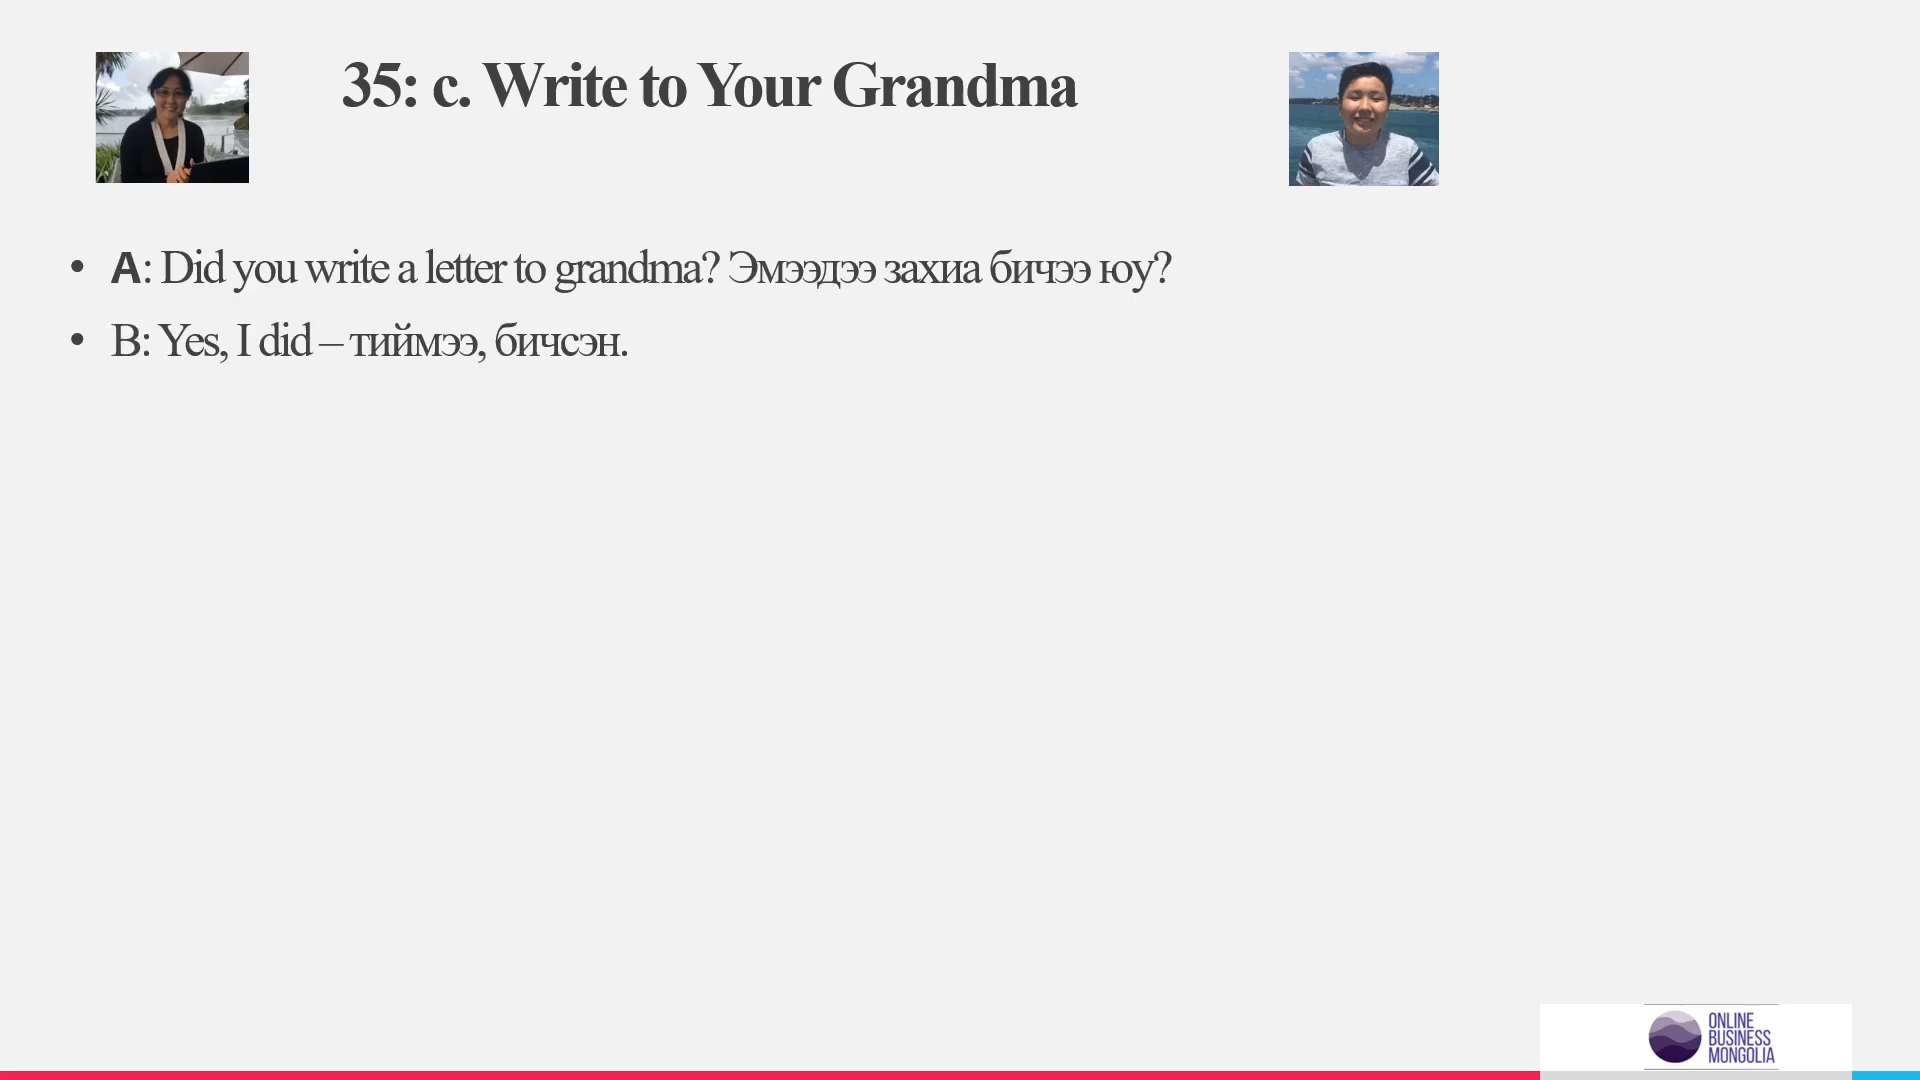 35: c. Write to Your Grandma
• A: Did you write a letter to grandma? Эмээдээ захиа бичээ юу?
• B: Yes, I did – тиймээ, бичсэн.
ONLINE
BUSINESS
MONGOLIA